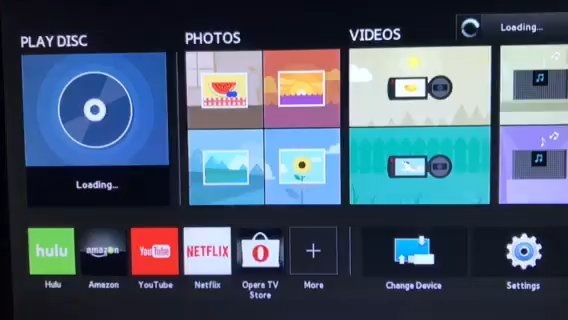 PLAY DISC
PHOTOS
VIDEOS
Loading...
Loading...
hulu
amazon
YouTube
NETFLIX
Hulu
Amazon
YouTube
Netflix
Opera TV
Store
More
Change Device
Settings